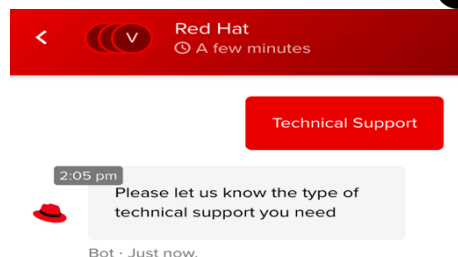 Red Hat
V
A few minutes
Technical Support
2:05 pm
Please let us know the type of
technical support you need
Bot · Just now.